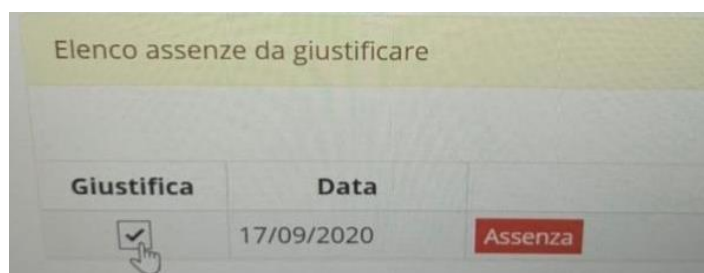 Elenco assenze da giustificare
Giustifica Data
17/09/2020 Assenza